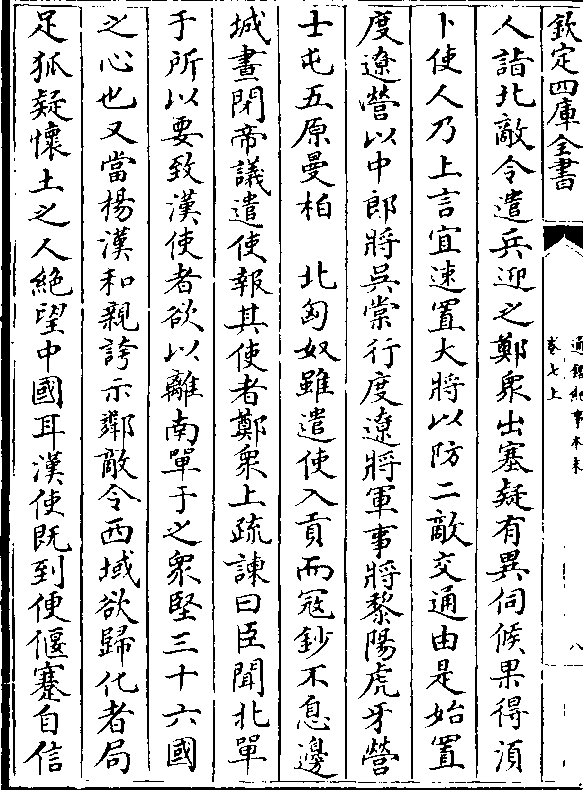 欽定四庫全書
通鑑紀事本末
卷七上
八
人詣北敵令遣兵迎之鄭衆出塞疑有異伺候果得湏
卜使人乃上言宜速置大將以防二敵交通由是始置
度遼營以中郎將吳棠行度遼將軍事將黎陽虎牙營
士屯五原曼柏　北匈奴雖遣使入貢而寇鈔不息邊
城晝閉帝議遣使報其使者鄭衆上疏諫曰臣聞北單
于所以要致漢使者欲以離南單于之衆堅三十六國
之心也又當揚漢和親誇示鄰敵令西域欲歸化者局
足狐疑懷土之人絶望中國耳漢使既到便偃蹇自信